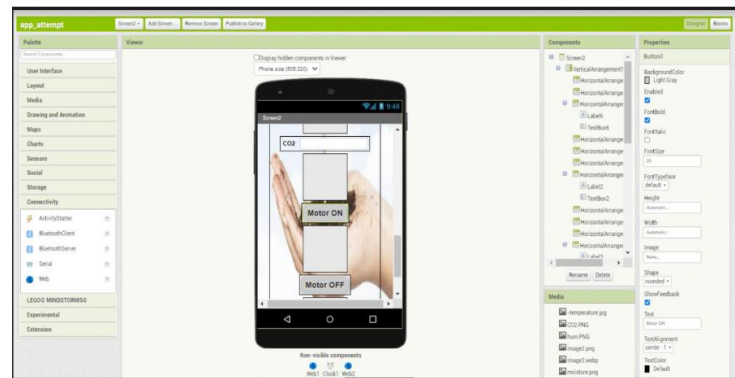 app_attempt
Screen2
Add Screen...
Remove Screen
Publish to Gallery
Designer
Blocks
Palette
Search Components...
User Interface
Layout
Media
Drawing and Animation
Maps
Charts
Sensors
Social
Storage
Connectivity
ActivityStarter
BluetoothClient
BluetoothServer
Serial
Web
LEGO® MINDSTORMS®
Experimental
Extension
Viewer
Display hidden components in Viewer
Phone size (505,320)
9:48
Screen2
CO2
Motor ON
Motor OFF
Non-visible components
Web1 Clock1 Web2
Components
Screen2
VerticalArrangement1
HorizontalArrange
HorizontalArrange
HorizontalArrange
Label6
TextBox6
HorizontalArrange
HorizontalArrange
HorizontalArrange
HorizontalArrange
Label2
TextBox2
HorizontalArrange
HorizontalArrange
HorizontalArrange
Rename
Delete
Media
-temperature.jpg
CO2.PNG
hum.PNG
image2.png
image3.webp
moisture.png
Properties
Button1
BackgroundColor
Light Gray
Enabled
FontBold
FontItalic
FontSize
20
FontTypeface
default
Height
Automatic...
Width
Automatic...
Image
None...
Shape
rounded
ShowFeedback
Text
Motor ON
TextAlignment
center : 1
TextColor
Default